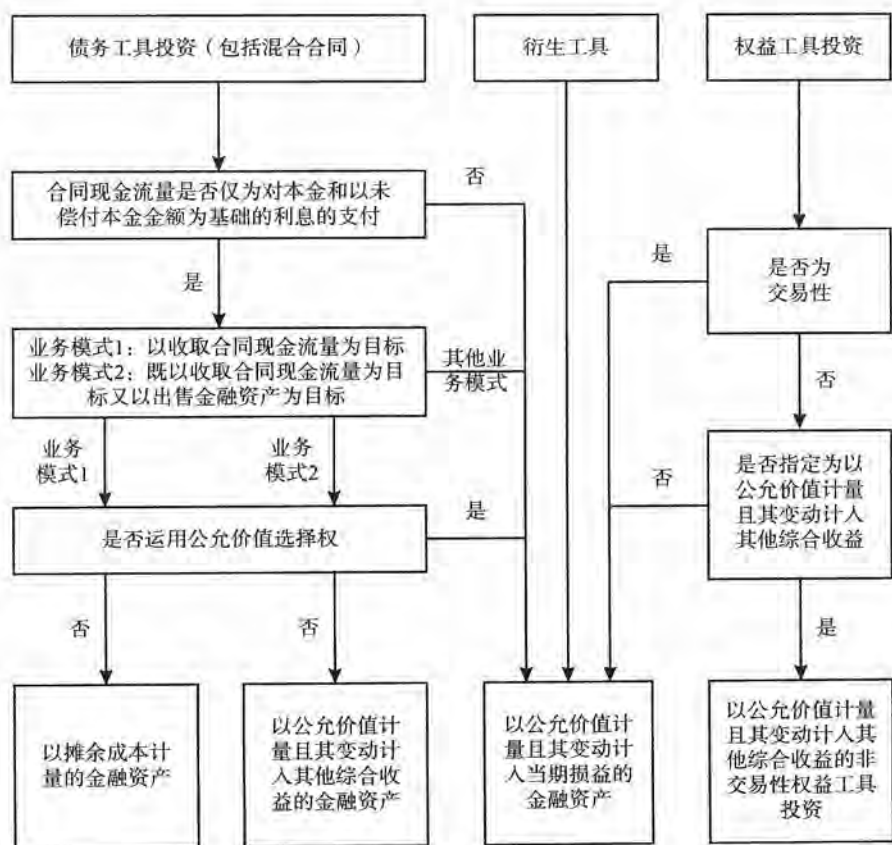 债务工具投资（包括混合合同）
衍生工具
权益工具投资
合同现金流量是否仅为对本金和以未
偿付本金金额为基础的利息的支付
否
是
是
是否为
交易性
业务模式1：以收取合同现金流量为目标
业务模式2：既以收取合同现金流量为目
标又以出售金融资产为目标
其他业
务模式
否
业务
模式1
业务
模式2
是否指定为以
公允价值计量
且其变动计入
其他综合收益
否
是否运用公允价值选择权
是
否
否
是
以摊余成本计
量的金融资产
以公允价值计
量且其变动计
入其他综合收
益的金融资产
以公允价值计
量且其变动计
入当期损益的
金融资产
以公允价值计量
且其变动计入其
他综合收益的非
交易性权益工具
投资